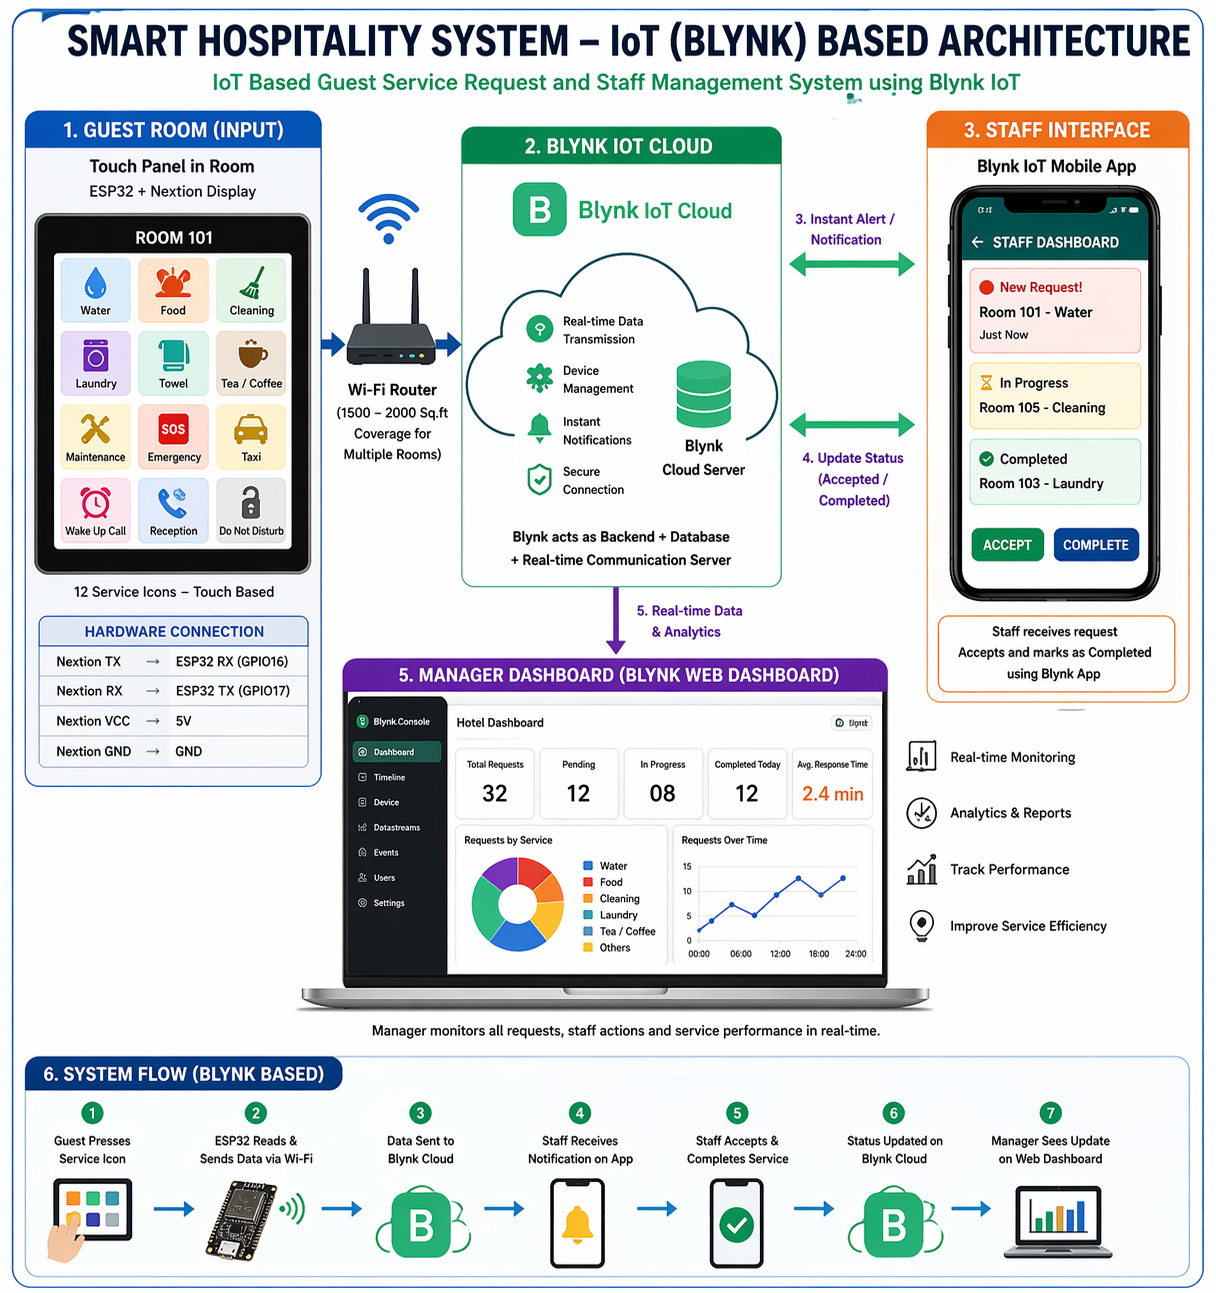 SMART HOSPITALITY SYSTEM – IoT (BLYNK) BASED ARCHITECTURE
IoT Based Guest Service Request and Staff Management System using Blynk IoT
1. GUEST ROOM (INPUT)
Touch Panel in Room
ESP32 + Nextion Display
ROOM 101
Water
Food
Cleaning
Laundry
Towel
Tea / Coffee
Maintenance
SOS
Emergency
Taxi
Wake Up Call
Reception
Do Not Disturb
12 Service Icons – Touch Based
HARDWARE CONNECTION
Nextion TX → ESP32 RX (GPIO16)
Nextion RX → ESP32 TX (GPIO17)
Nextion VCC → 5V
Nextion GND → GND
Wi-Fi Router
(1500 – 2000 Sq.ft
Coverage for
Multiple Rooms)
2. BLYNK IOT CLOUD
B
Blynk IoT Cloud
Real-time Data
Transmission
Device
Management
Instant
Notifications
Secure
Connection
Blynk
Cloud Server
Blynk acts as Backend + Database
+ Real-time Communication Server
3. Instant Alert /
Notification
4. Update Status
(Accepted /
Completed)
5. Real-time Data
& Analytics
3. STAFF INTERFACE
Blynk IoT Mobile App
← STAFF DASHBOARD
New Request!
Room 101 - Water
Just Now
In Progress
Room 105 - Cleaning
Completed
Room 103 - Laundry
ACCEPT
COMPLETE
Staff receives request
Accepts and marks as Completed
using Blynk App
5. MANAGER DASHBOARD (BLYNK WEB DASHBOARD)
Blynk.Console
Dashboard
Timeline
Device
Datastreams
Events
Users
Settings
Hotel Dashboard
Total Requests
32
Pending
12
In Progress
08
Completed Today
12
Avg. Response Time
2.4 min
Requests by Service
Water
Food
Cleaning
Laundry
Tea / Coffee
Others
Requests Over Time
15
10
5
0
00:00 06:00 12:00 18:00 24:00
Real-time Monitoring
Analytics & Reports
Track Performance
Improve Service Efficiency
Manager monitors all requests, staff actions and service performance in real-time.
6. SYSTEM FLOW (BLYNK BASED)
1
Guest Presses
Service Icon
2
ESP32 Reads &
Sends Data via Wi-Fi
3
Data Sent to
Blynk Cloud
B
4
Staff Receives
Notification on App
5
Staff Accepts &
Completes Service
6
Status Updated on
Blynk Cloud
B
7
Manager Sees Update
on Web Dashboard